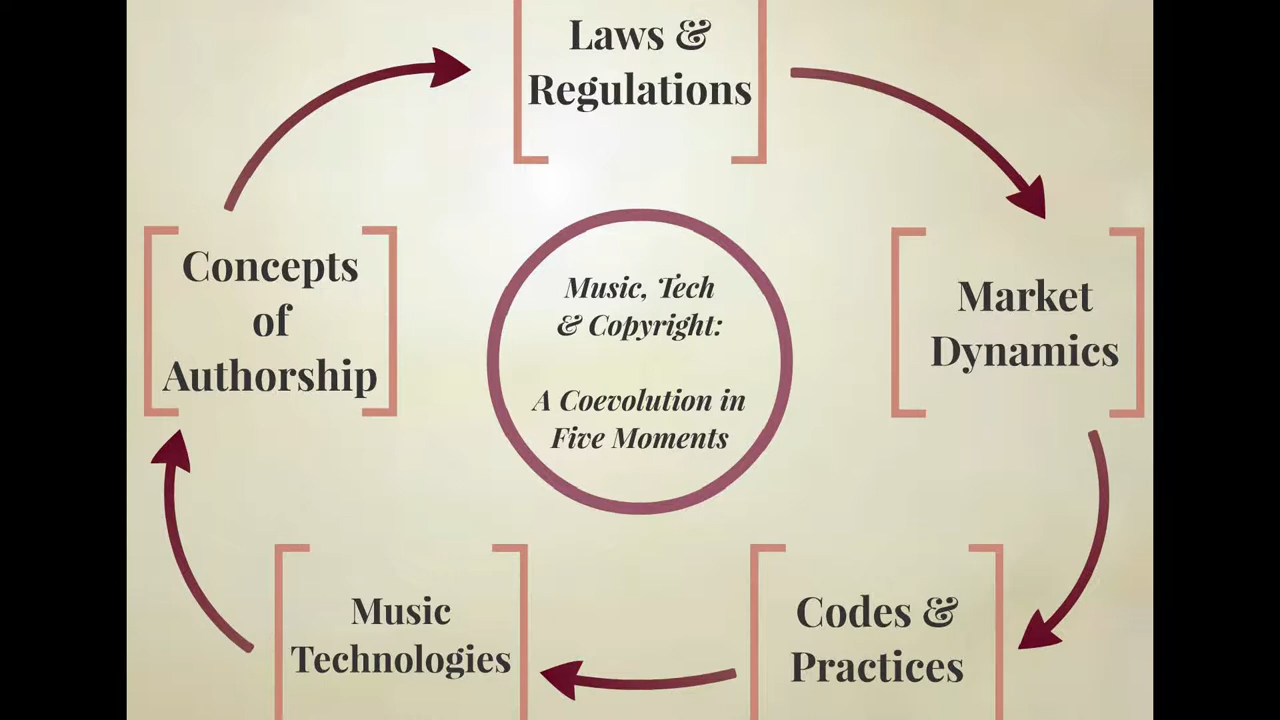 Laws &
Regulations
Concepts
of
Authorship
Music, Tech
& Copyright:
A Coevolution in
Five Moments
Market
Dynamics
Music
Technologies
Codes &
Practices